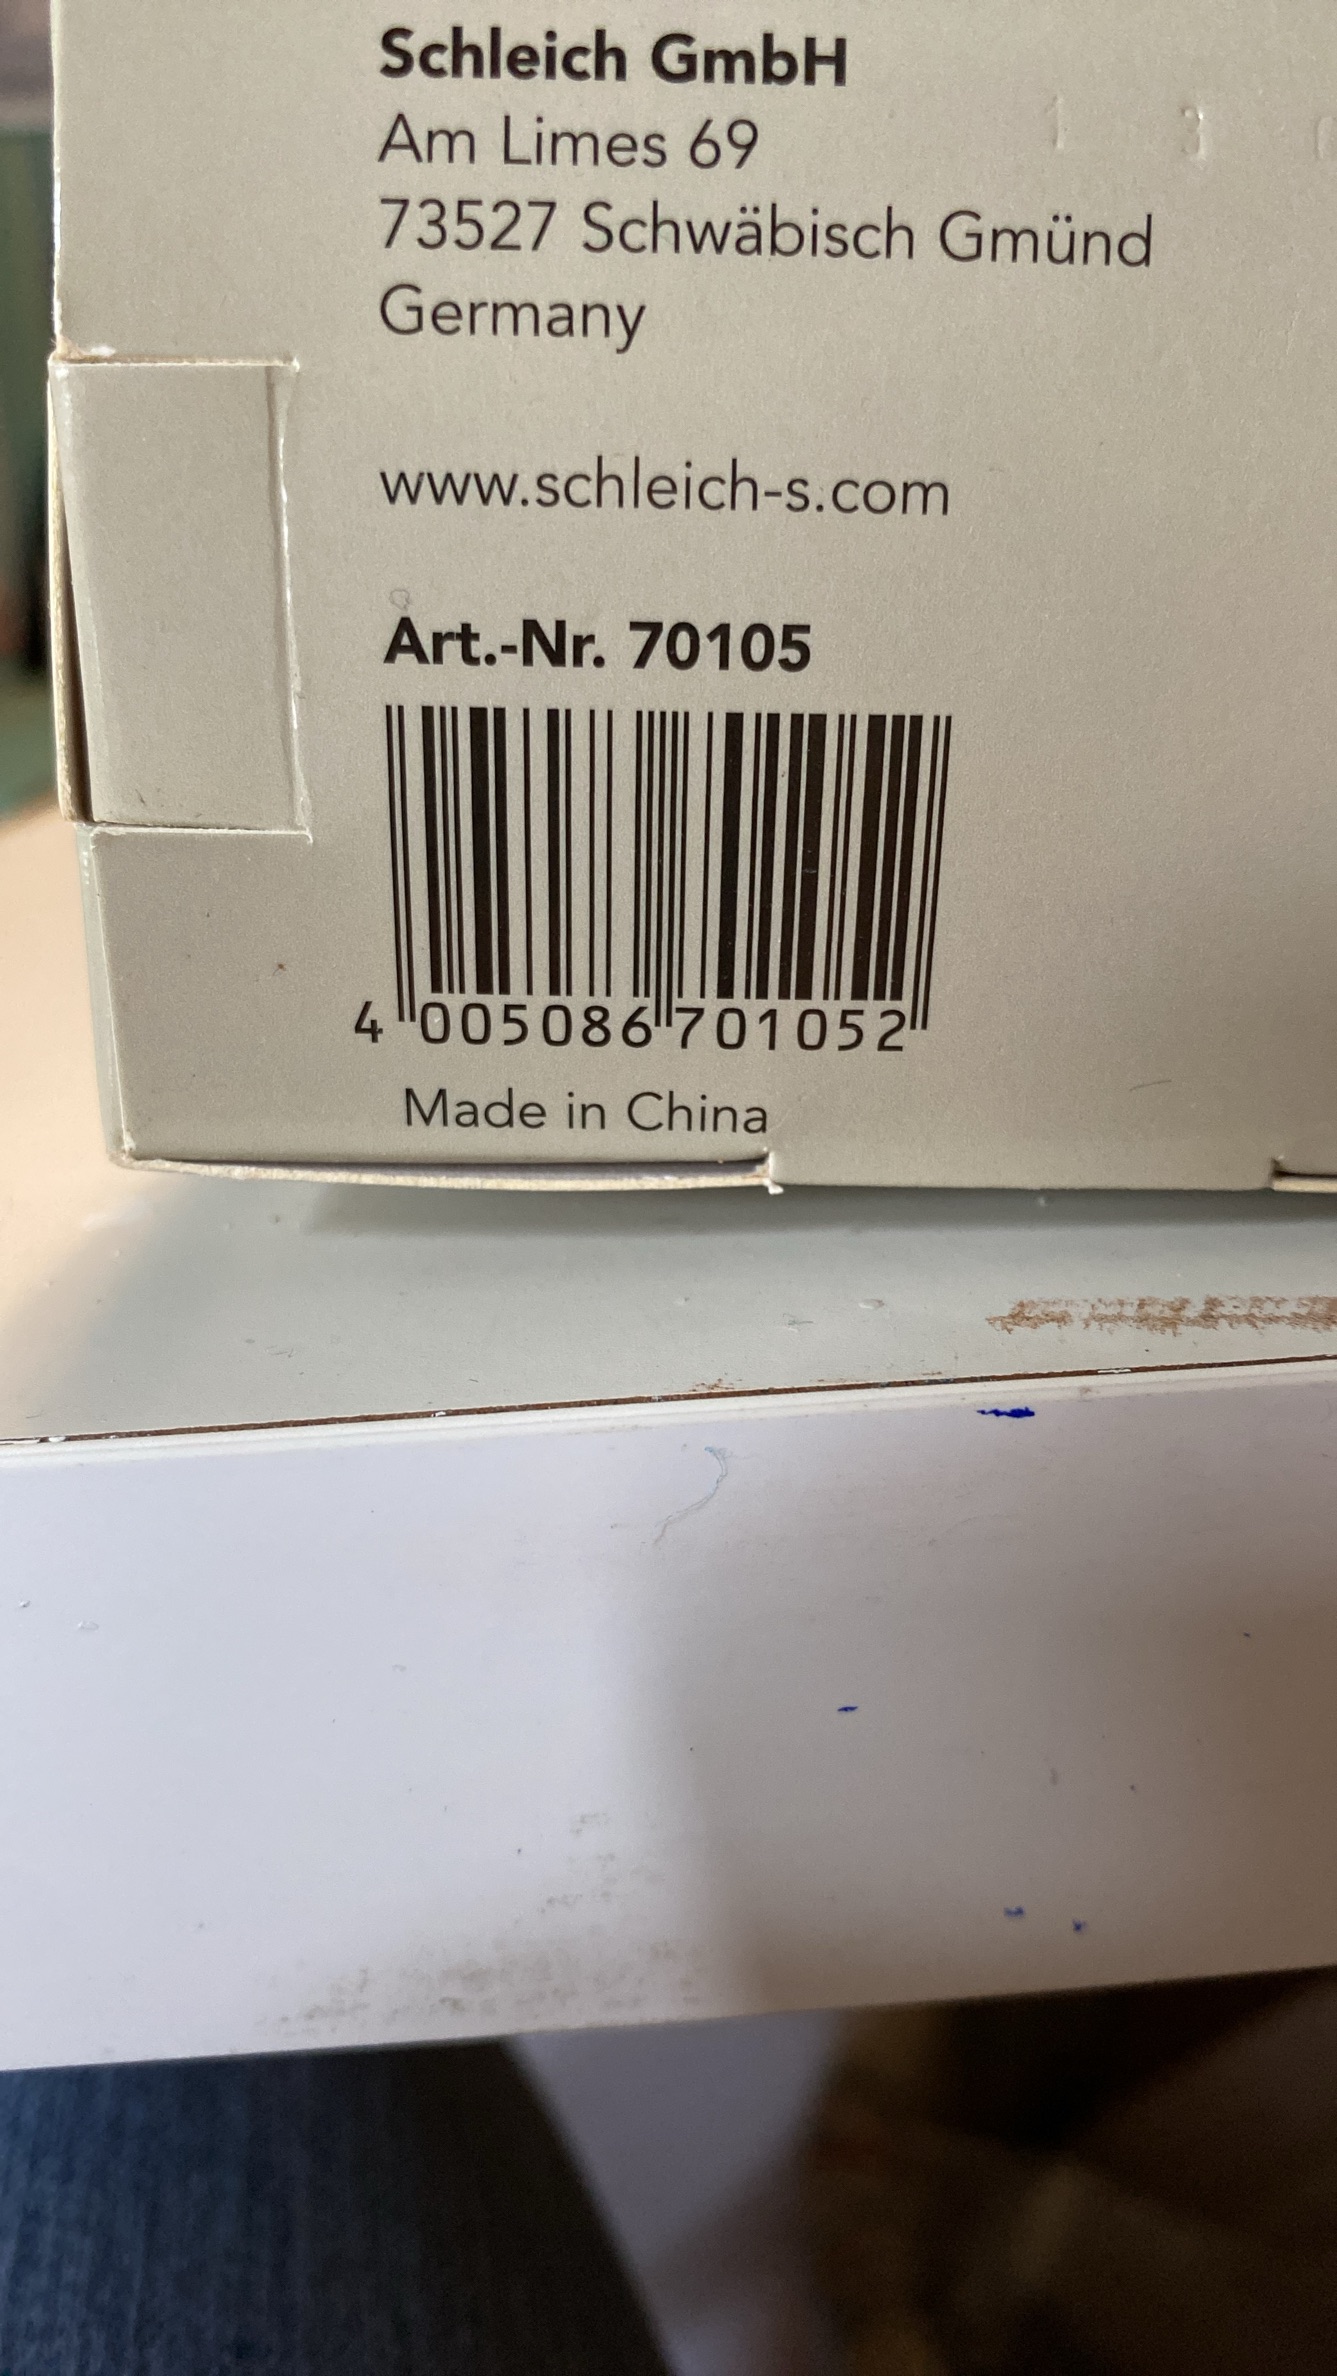 Schleich GmbH
Am Limes 69
73527 Schwäbisch Gmünd
Germany
www.schleich-s.com
Art.-Nr. 70105
4 005086 701052
Made in China